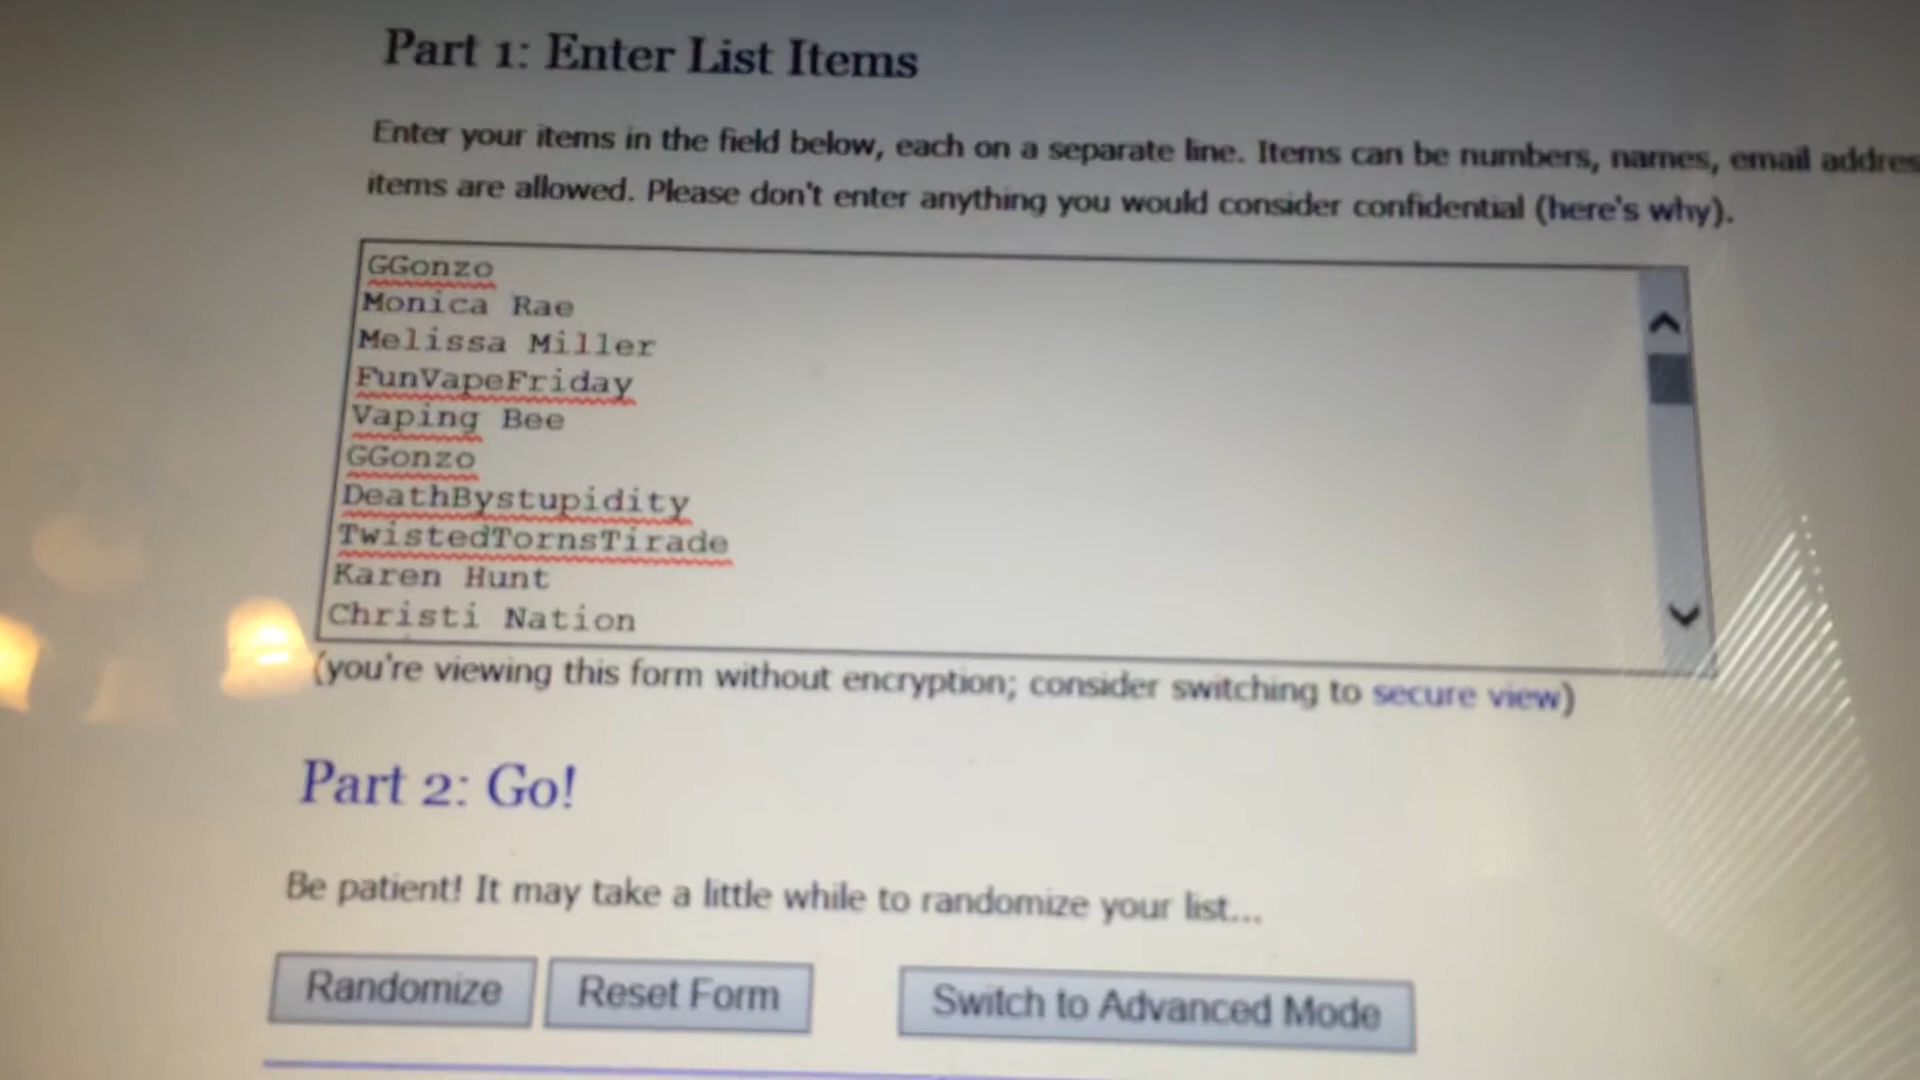 Part 1: Enter List Items
Enter your items in the field below, each on a separate line. Items can be numbers, names, email addres
items are allowed. Please don't enter anything you would consider confidential (here's why).
GGonzo
Monica Rae
Melissa Miller
FunVapeFriday
Vaping Bee
GGonzo
DeathBystupidity
TwistedTornsTirade
Karen Hunt
Christi Nation
(you're viewing this form without encryption; consider switching to secure view)
Part 2: Go!
Be patient! It may take a little while to randomize your list...
Randomize Reset Form Switch to Advanced Mode